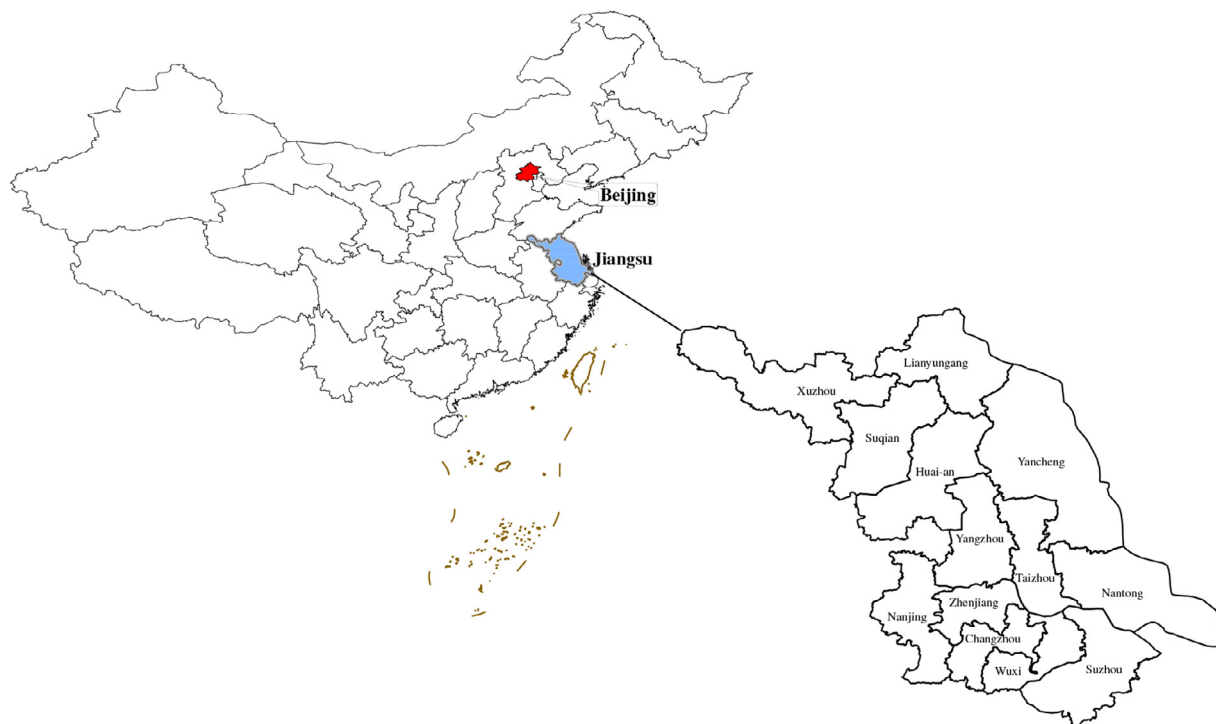 Beijing
Jiangsu
Lianyungang
Xuzhou
Suqian
Yancheng
Huai-an
Yangzhou
Taizhou
Nantong
Zhenjiang
Nanjing
Changzhou
Wuxi
Suzhou